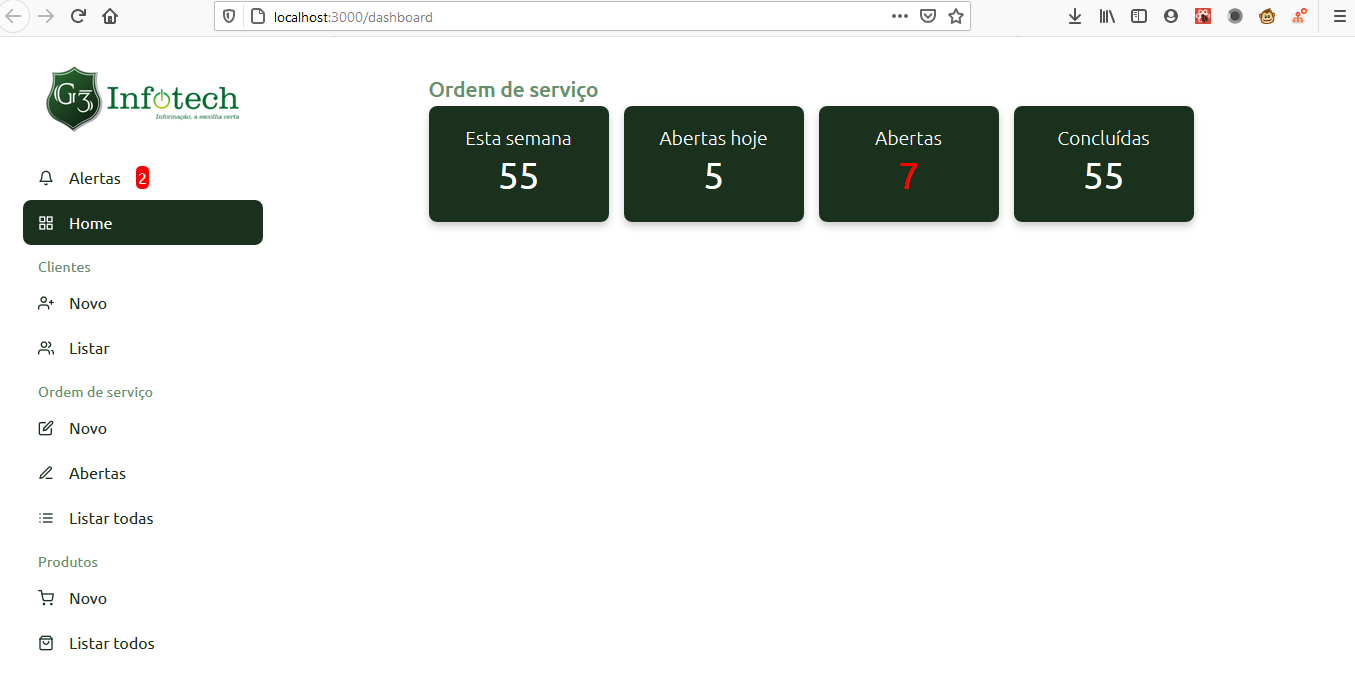 localhost:3000/dashboard
G3 Infotech
Informação, a escolha certa
Alertas 2
Home
Clientes
Novo
Listar
Ordem de serviço
Novo
Abertas
Listar todas
Produtos
Novo
Listar todos
Ordem de serviço
Esta semana
55
Abertas hoje
5
Abertas
7
Concluídas
55